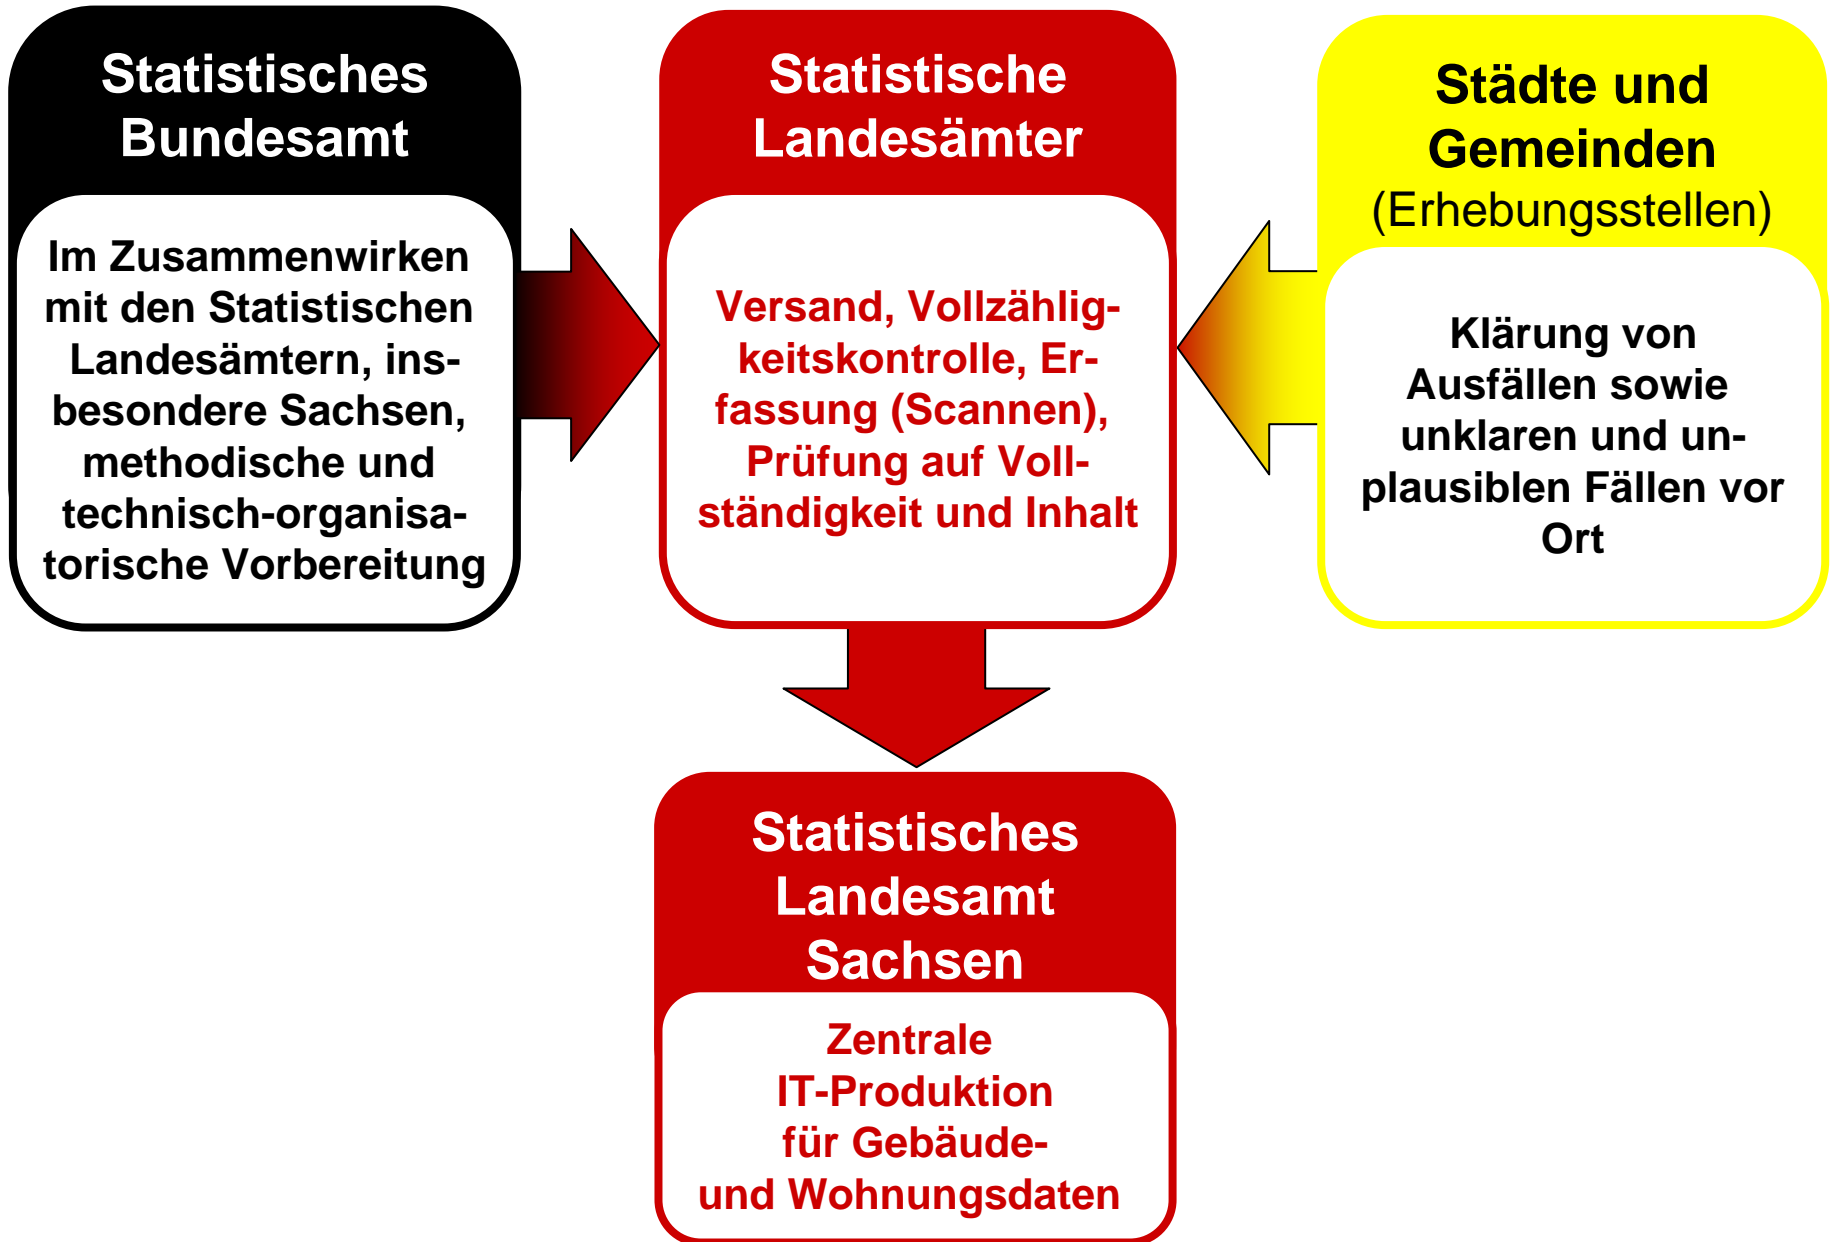 Statistisches
Bundesamt
Im Zusammenwirken
mit den Statistischen
Landesämtern, ins-
besondere Sachsen,
methodische und
technisch-organisa-
torische Vorbereitung
Statistische
Landesämter
Versand, Vollzählig-
keitskontrolle, Er-
fassung (Scannen),
Prüfung auf Voll-
ständigkeit und Inhalt
Städte und
Gemeinden
(Erhebungsstellen)
Klärung von
Ausfällen sowie
unklaren und un-
plausiblen Fällen vor
Ort
Statistisches
Landesamt
Sachsen
Zentrale
IT-Produktion
für Gebäude-
und Wohnungsdaten